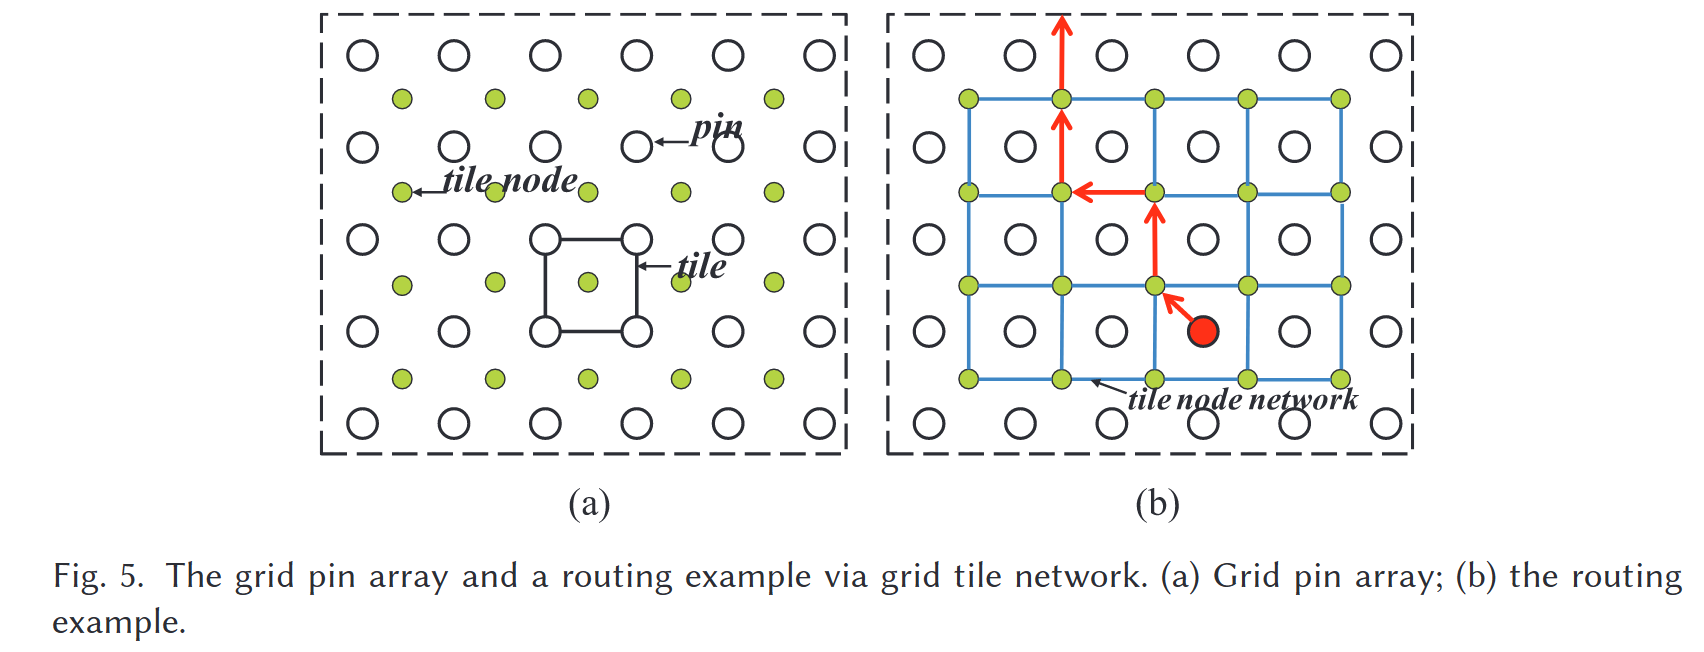 pin
tile node
tile
tile node network
(a)
(b)
Fig. 5. The grid pin array and a routing example via grid tile network. (a) Grid pin array; (b) the routing
example.